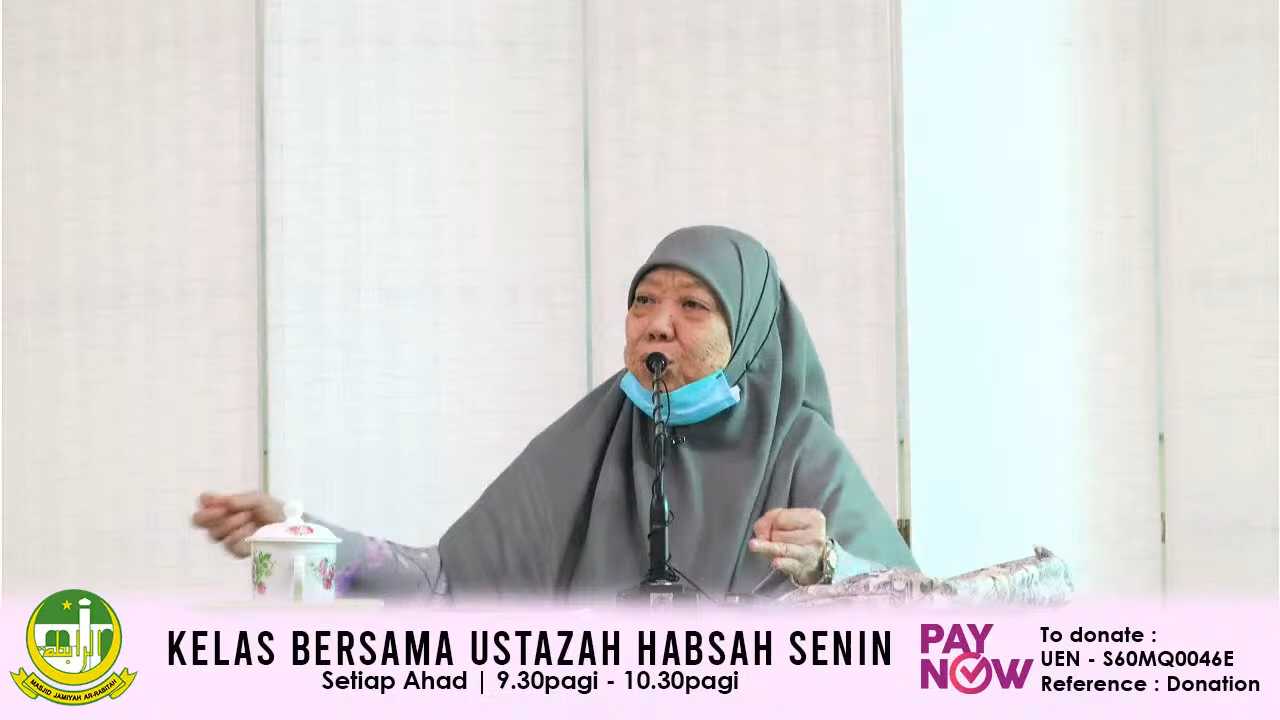 KELAS BERSAMA USTAZAH HABSAH SENIN
Setiap Ahad | 9.30pagi - 10.30pagi
PAY
NOW
To donate :
UEN - S60MQ0046E
Reference : Donation
الرابطة
MASJID JAMIYAH AR-RABITAH